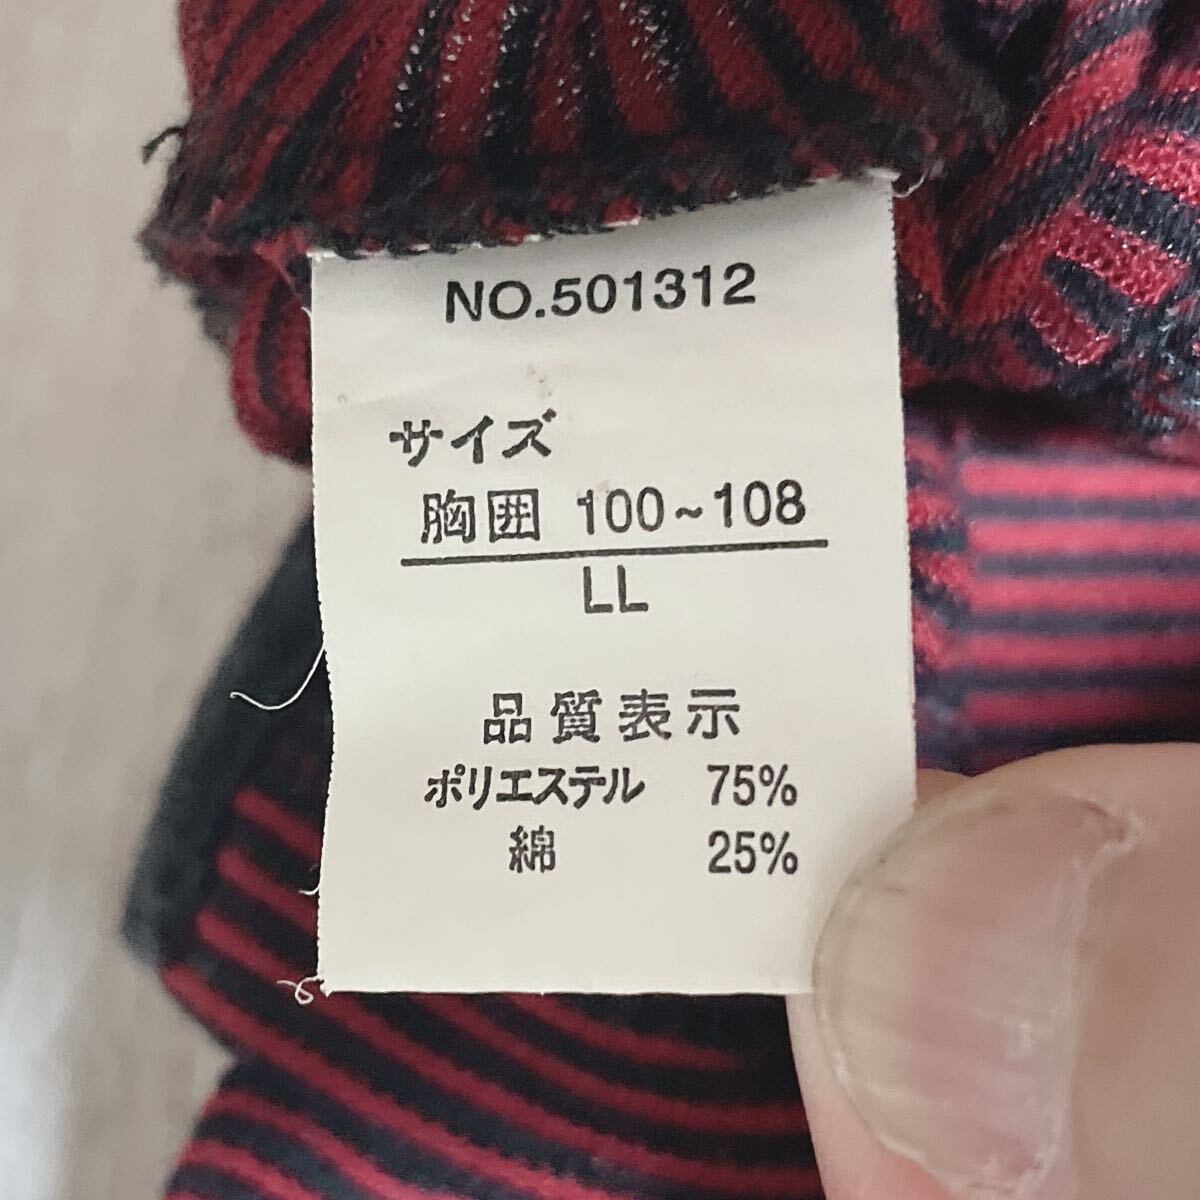 NO.501312
サイズ
胸囲 100~108
LL
品質表示
ポリエステル 75%
綿 25%